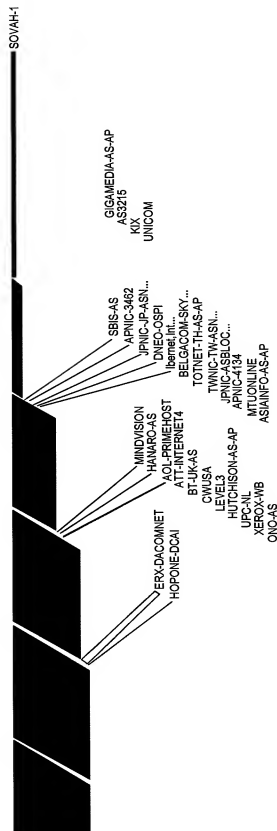 SOVAH-1
GIGAMEDIA-AS-AP
AS3215
KIX
UNICOM
SBIS-AS
APNIC-3462
JPNIC-JP-ASN...
DNEO-OSPI
Ibernet,Int...
BELGACOM-SKY...
TOTNET-TH-AS-AP
TWNIC-TW-ASN...
JPNIC-ASBLOC...
APNIC-4134
MTUONLINE
ASIAINFO-AS-AP
MINDVISION
HANARO-AS
AOL-PRIMEHOST
ATT-INTERNET4
BT-UK-AS
CWUSA
LEVEL3
HUTCHISON-AS-AP
UPC-NL
XEROX-WB
ONO-AS
ERX-DACOMNET
HOPONE-DCAI